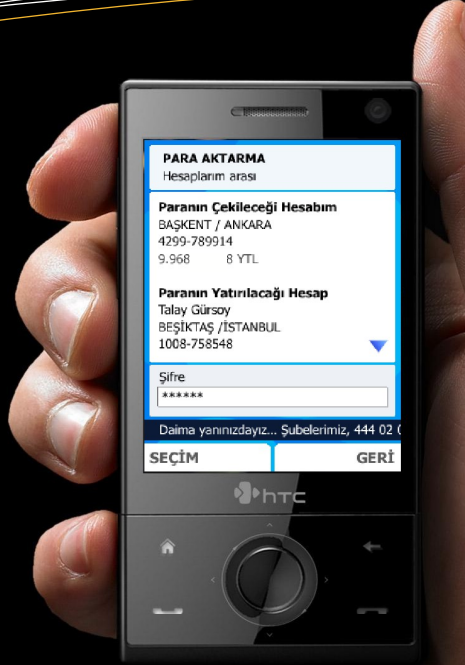 PARA AKTARMA
Hesaplarım arası
Paranın Çekileceği Hesabım
BAŞKENT / ANKARA
4299-789914
9.968 8 YTL
Paranın Yatırılacağı Hesap
Talay Gürsoy
BEŞİKTAŞ /İSTANBUL
1008-758548
Şifre
******
Daima yanınızdayız... Şubelerimiz, 444 02
SEÇİM GERİ
hTC